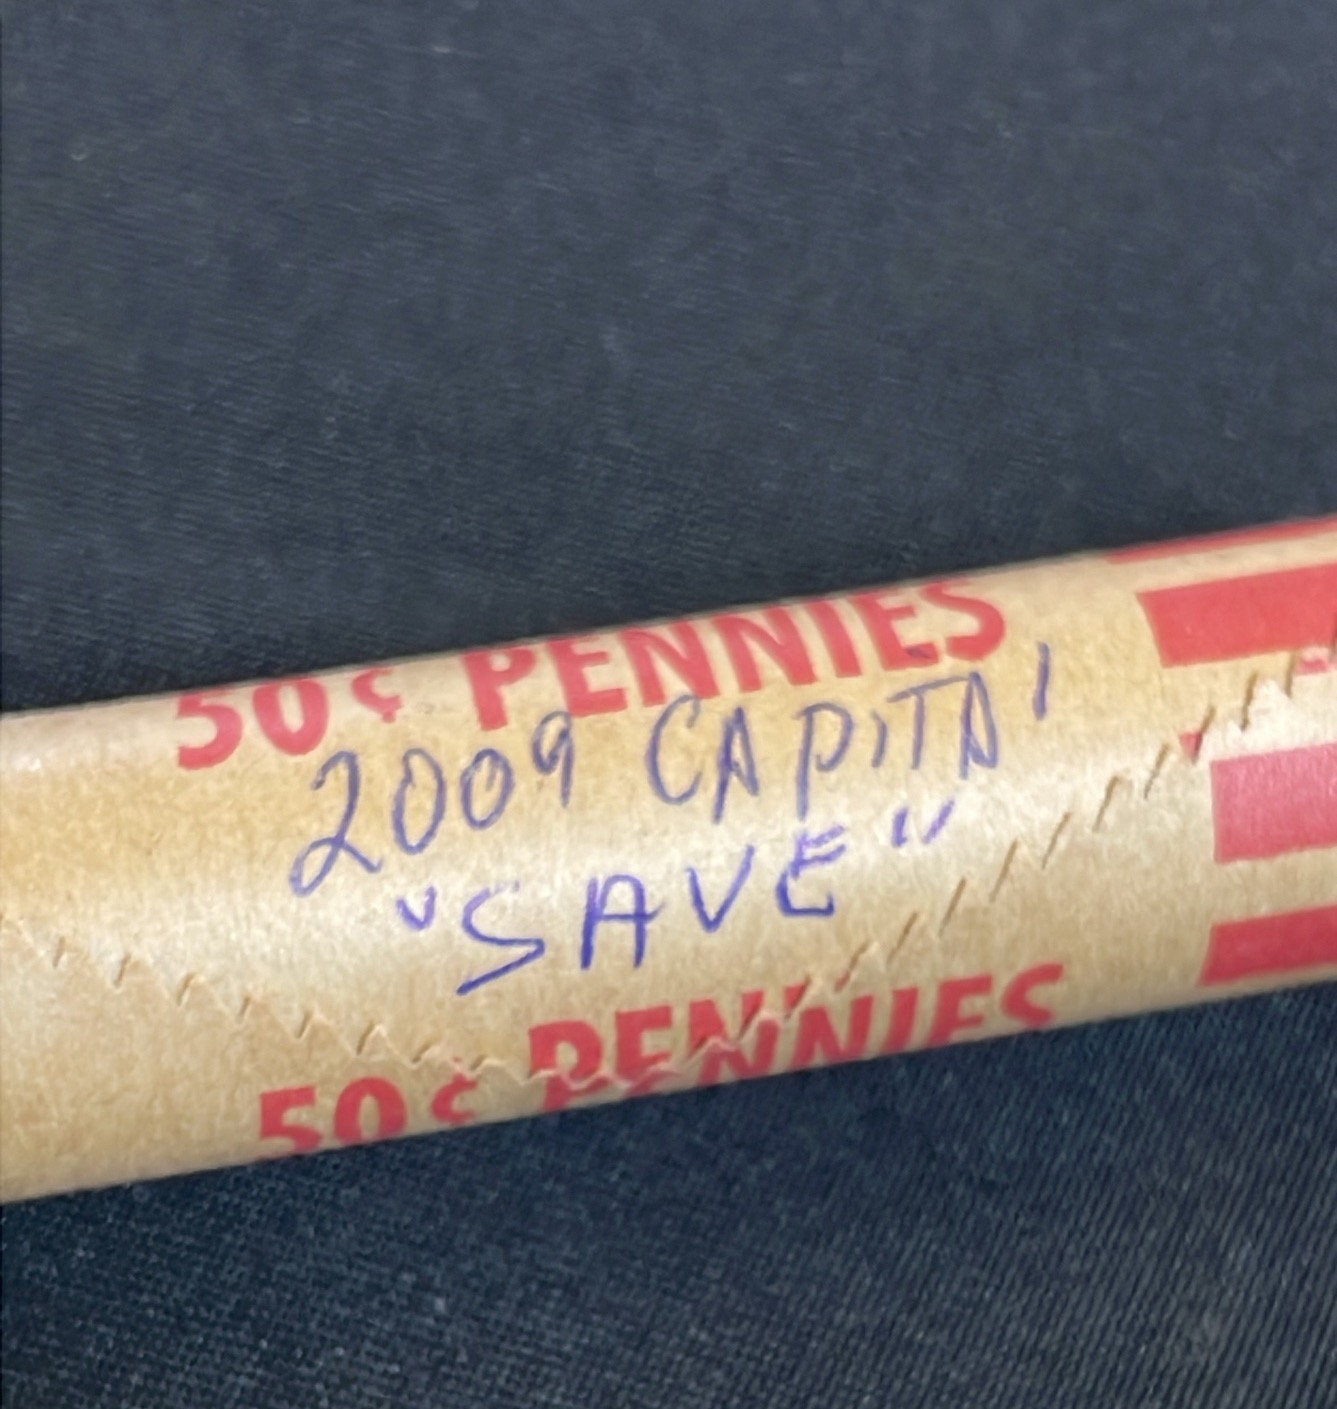 50¢ PENNIES
2009 CAPITAl
"SAVE"
50¢ PENNIES